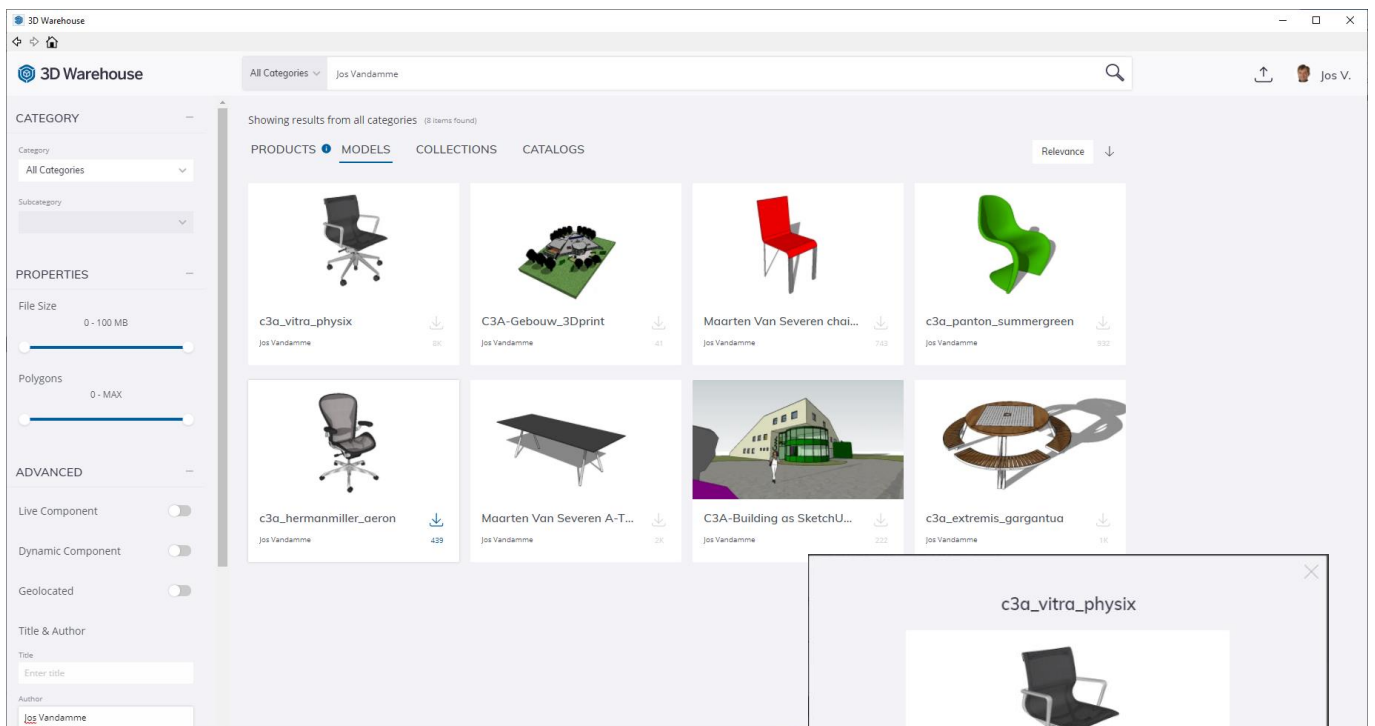 3D Warehouse
3D Warehouse
All Categories
Jos Vandamme
Jos V.
CATEGORY
Category
All Categories
Subcategory
PROPERTIES
File Size
0 - 100 MB
Polygons
0 - MAX
ADVANCED
Live Component
Dynamic Component
Geolocated
Title & Author
Title
Enter title
Author
Jos Vandamme
Showing results from all categories (8 items found)
PRODUCTS MODELS COLLECTIONS CATALOGS
Relevance
c3a_vitra_physix
Jos Vandamme
C3A-Gebouw_3Dprint
Jos Vandamme
41
Maarten Van Severen chai...
Jos Vandamme
743
c3a_panton_summergreen
Jos Vandamme
c3a_hermanmiller_aeron
Jos Vandamme
439
Maarten Van Severen A-T...
Jos Vandamme
2K
C3A-Building as SketchU...
Jos Vandamme
222
c3a_extremis_gargantua
Jos Vandamme
1K
c3a_vitra_physix